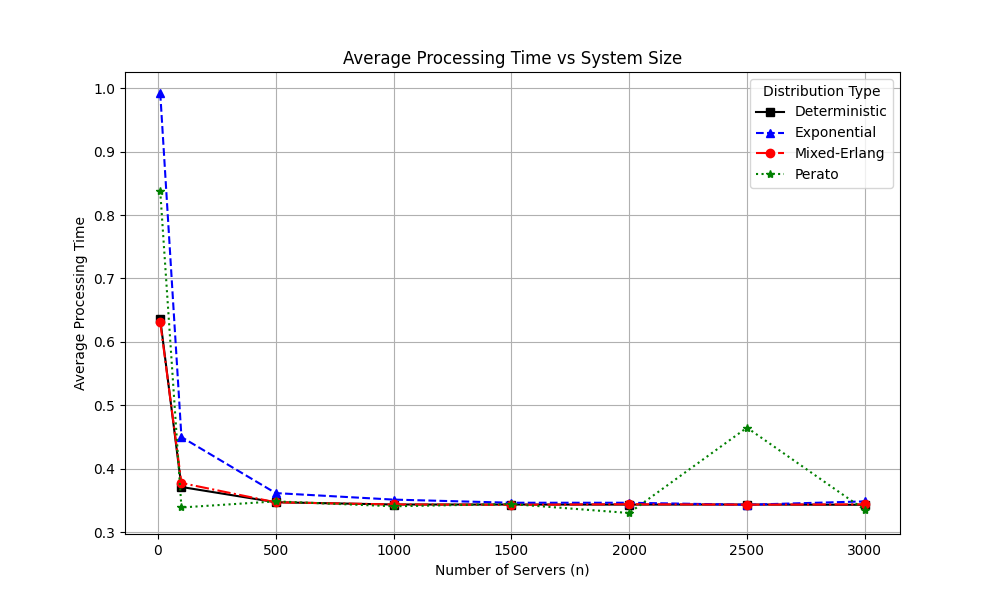 Average Processing Time vs System Size
Distribution Type
Deterministic
Exponential
Mixed-Erlang
Perato
Average Processing Time
1.0
0.9
0.8
0.7
0.6
0.5
0.4
0.3
0
500
1000
1500
2000
2500
3000
Number of Servers (n)